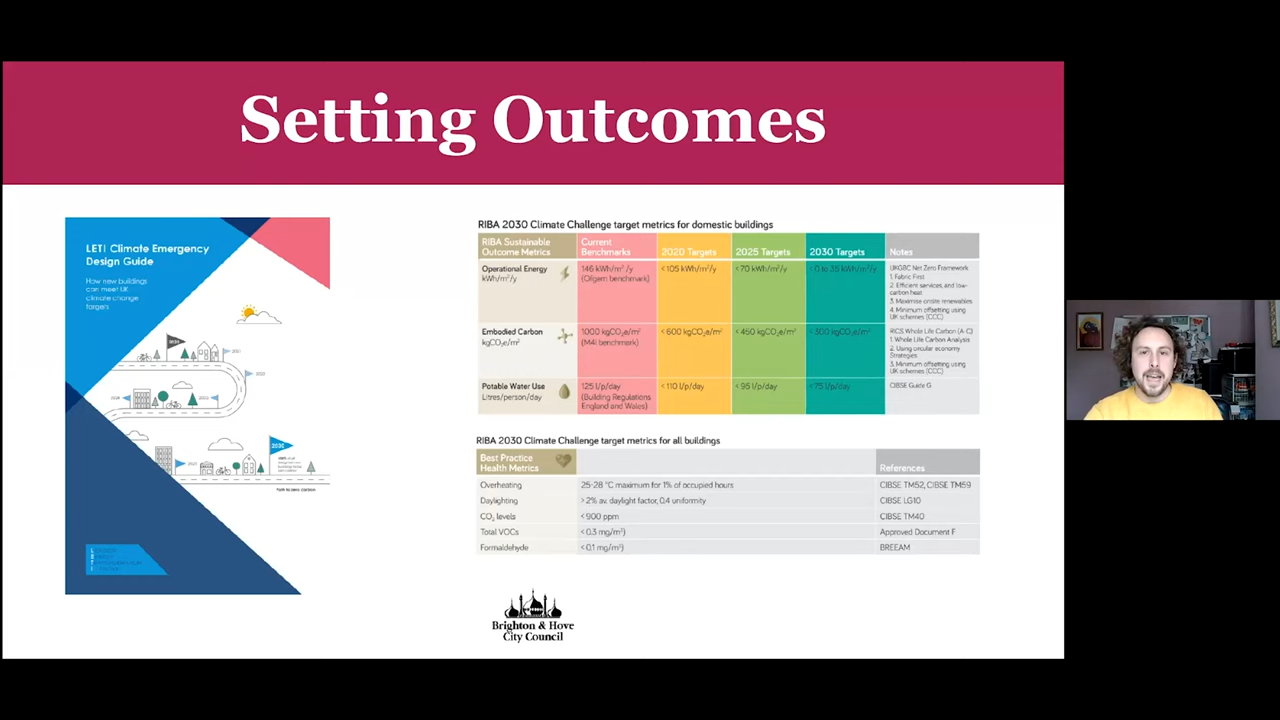 Setting Outcomes
LETI Climate Emergency
Design Guide
How new buildings
can meet UK
climate change
targets
2020
2021
RIBA 2030 Climate Challenge target metrics for domestic buildings
RIBA Sustainable
Outcome Metrics
Current
Benchmarks
2020 Targets
2025 Targets
2030 Targets
Notes
Operational Energy
kWh/m²/y
146 kWh/m²/y
(Ofgem benchmark)
< 105 kWh/m²/y
< 70 kWh/m²/y
< 0 to 35 kWh/m²/y
UKGBC Net Zero Framework
1. Fabric First
2. Efficient services, and low-
carbon heat
3. Maximise onsite renewables
4. Minimum offsetting using
UK schemes (CCC)
Embodied Carbon
kgCO₂e/m²
1000 kgCO₂e/m²
(M4i benchmark)
< 600 kgCO₂e/m²
< 450 kgCO₂e/m²
< 300 kgCO₂e/m²
RICS Whole Life Carbon (A-C)
1. Whole Life Carbon Analysis
2. Using circular economy
Strategies
3. Minimum offsetting using
UK schemes (CCC)
Potable Water Use
Litres/person/day
125 l/p/day
(Building Regulations
England and Wales)
< 110 l/p/day
< 95 l/p/day
< 75 l/p/day
CIBSE Guide G
RIBA 2030 Climate Challenge target metrics for all buildings
Best Practice
Health Metrics
References
Overheating
25-28 °C maximum for 1% of occupied hours
CIBSE TM52, CIBSE TM59
Daylighting
> 2% av. daylight factor, 0.4 uniformity
CIBSE LG10
CO₂ levels
< 900 ppm
CIBSE TM40
Total VOCs
< 0.3 mg/m³)
Approved Document F
Formaldehyde
< 0.1 mg/m³)
BREEAM
2030
Path to zero carbon
Brighton & Hove
City Council